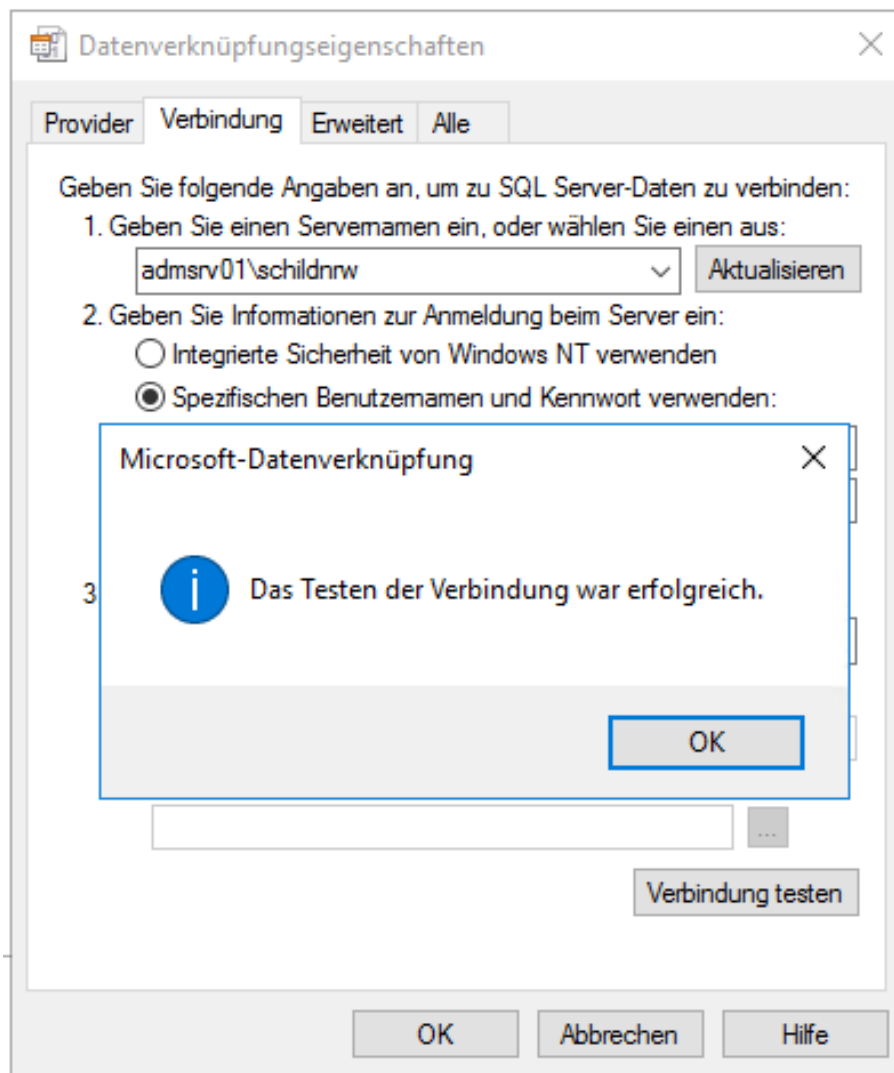 Datenverknüpfungseigenschaften
Provider Verbindung Erweitert Alle
Geben Sie folgende Angaben an, um zu SQL Server-Daten zu verbinden:
1. Geben Sie einen Servernamen ein, oder wählen Sie einen aus:
admsrv01\schildnrw Aktualisieren
2. Geben Sie Informationen zur Anmeldung beim Server ein:
Integrierte Sicherheit von Windows NT verwenden
Spezifischen Benutzernamen und Kennwort verwenden:
Microsoft-Datenverknüpfung
3
Das Testen der Verbindung war erfolgreich.
OK
...
Verbindung testen
OK Abbrechen Hilfe